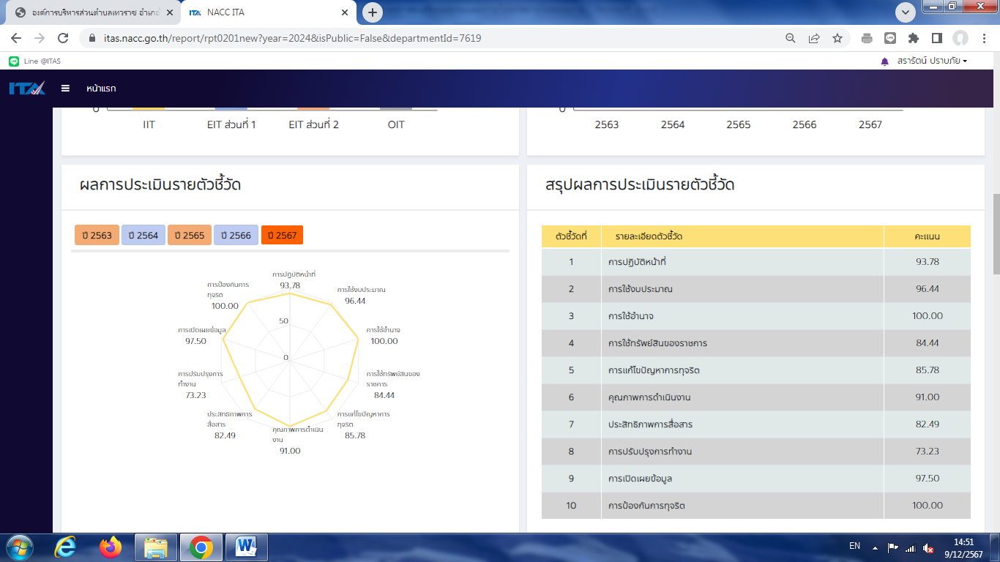 องค์การบริหารส่วนตำบลเหวราช อำเภอ
NACC ITA
itas.nacc.go.th/report/rpt0201new?year=2024&isPublic=False&departmentId=7619
Line @ITAS
สรารัตน์ ปราบภัย
ITA
หน้าแรก
0
IIT
EIT ส่วนที่ 1
EIT ส่วนที่ 2
OIT
0
2563
2564
2565
2566
2567
ผลการประเมินรายตัวชี้วัด
ปี 2563
ปี 2564
ปี 2565
ปี 2566
ปี 2567
การปฏิบัติหน้าที่
93.78
การใช้งบประมาณ
96.44
การใช้อำนาจ
100.00
การใช้ทรัพย์สินของ
ราชการ
84.44
การแก้ไขปัญหาการ
ทุจริต
85.78
คุณภาพการดำเนิน
งาน
91.00
ประสิทธิภาพการ
สื่อสาร
82.49
การปรับปรุงการ
ทำงาน
73.23
การเปิดเผยข้อมูล
97.50
การป้องกันการ
ทุจริต
100.00
50
0
สรุปผลการประเมินรายตัวชี้วัด
ตัวชี้วัดที่ รายละเอียดตัวชี้วัด คะแนน
1 การปฏิบัติหน้าที่ 93.78
2 การใช้งบประมาณ 96.44
3 การใช้อำนาจ 100.00
4 การใช้ทรัพย์สินของราชการ 84.44
5 การแก้ไขปัญหาการทุจริต 85.78
6 คุณภาพการดำเนินงาน 91.00
7 ประสิทธิภาพการสื่อสาร 82.49
8 การปรับปรุงการทำงาน 73.23
9 การเปิดเผยข้อมูล 97.50
10 การป้องกันการทุจริต 100.00
EN
14:51
9/12/2567